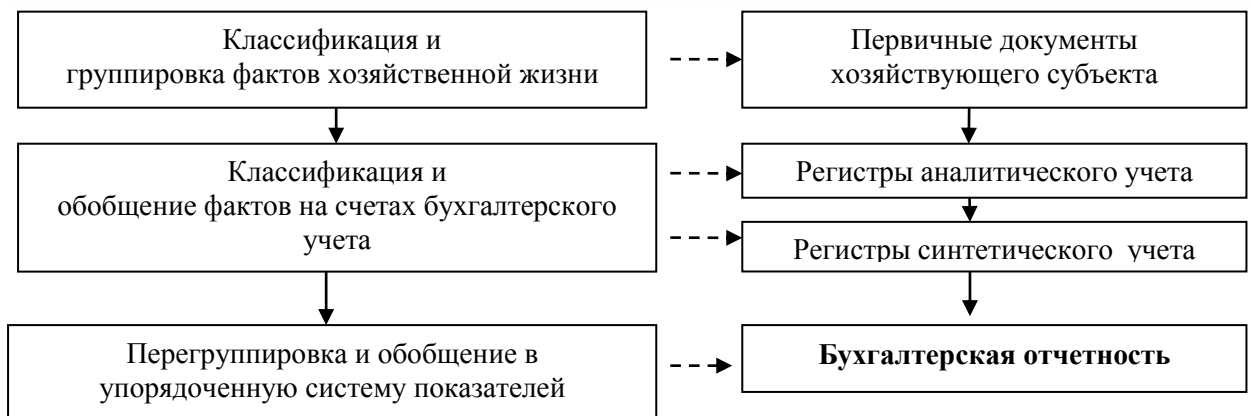 Классификация и
группировка фактов хозяйственной жизни
Первичные документы
хозяйствующего субъекта
Классификация и
обобщение фактов на счетах бухгалтерского
учета
Регистры аналитического учета
Регистры синтетического учета
Перегруппировка и обобщение в
упорядоченную систему показателей
Бухгалтерская отчетность